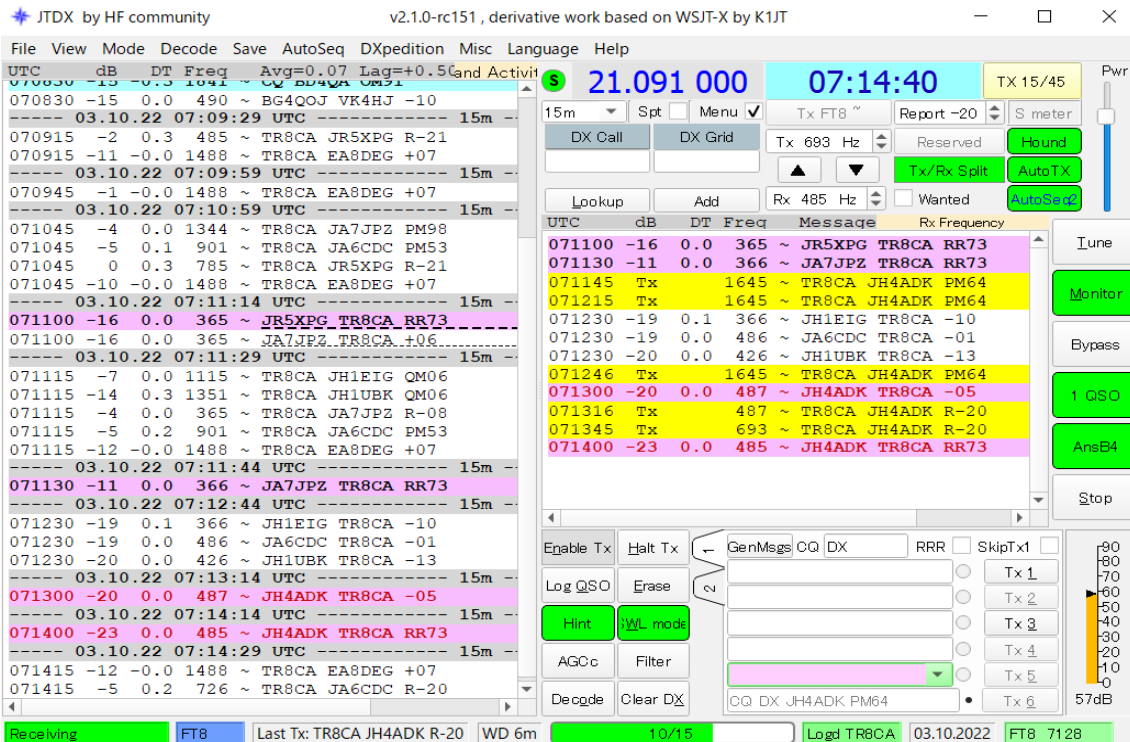 JTDX by HF community v2.1.0-rc151 , derivative work based on WSJT-X by K1JT
File View Mode Decode Save AutoSeq DXpedition Misc Language Help
UTC dB DT Freq Avg=0.07 Lag=+0.50 and Activit
070830 -15 -0.3 1841 ~ CQ BD4QA OM91
070830 -15 0.0 490 ~ BG4QOJ VK4HJ -10
------ 03.10.22 07:09:29 UTC ------------- 15m --
070915 -2 0.3 485 ~ TR8CA JR5XPG R-21
070915 -11 -0.0 1488 ~ TR8CA EA8DEG +07
------ 03.10.22 07:09:59 UTC ------------- 15m --
070945 -1 -0.0 1488 ~ TR8CA EA8DEG +07
------ 03.10.22 07:10:59 UTC ------------- 15m --
071045 -4 0.0 1344 ~ TR8CA JA7JPZ PM98
071045 -5 0.1 901 ~ TR8CA JA6CDC PM53
071045 0 0.3 785 ~ TR8CA JR5XPG R-21
071045 -10 -0.0 1488 ~ TR8CA EA8DEG +07
----- 03.10.22 07:11:14 UTC ------------- 15m --
071100 -16 0.0 365 ~ JR5XPG TR8CA RR73
071100 -16 0.0 365 ~ JA7JPZ TR8CA +06
----- 03.10.22 07:11:29 UTC ------------- 15m --
071115 -7 0.0 1115 ~ TR8CA JH1EIG QM06
071115 -14 0.3 1351 ~ TR8CA JH1UBK QM06
071115 -4 0.0 365 ~ TR8CA JA7JPZ R-08
071115 -5 0.2 901 ~ TR8CA JA6CDC PM53
071115 -12 -0.0 1488 ~ TR8CA EA8DEG +07
----- 03.10.22 07:11:44 UTC ------------- 15m --
071130 -11 0.0 366 ~ JA7JPZ TR8CA RR73
----- 03.10.22 07:12:44 UTC ------------- 15m --
071230 -19 0.1 366 ~ JH1EIG TR8CA -10
071230 -19 0.0 486 ~ JA6CDC TR8CA -01
071230 -20 0.0 426 ~ JH1UBK TR8CA -13
----- 03.10.22 07:13:14 UTC ------------- 15m --
071300 -20 0.0 487 ~ JH4ADK TR8CA -05
----- 03.10.22 07:14:14 UTC ------------- 15m --
071400 -23 0.0 485 ~ JH4ADK TR8CA RR73
----- 03.10.22 07:14:29 UTC ------------- 15m --
071415 -12 -0.0 1488 ~ TR8CA EA8DEG +07
071415 -5 0.2 726 ~ TR8CA JA6CDC R-20
S 21.091 000 07:14:40 TX 15/45 Pwr
15m Spt Menu Tx FT8 ~ Report -20 S meter
DX Call DX Grid Tx 693 Hz Reserved Hound
Tx/Rx Split AutoTX
Lookup Add Rx 485 Hz Wanted AutoSeq2
UTC dB DT Freq Message Rx Frequency
071100 -16 0.0 365 ~ JR5XPG TR8CA RR73
071130 -11 0.0 366 ~ JA7JPZ TR8CA RR73
071145 Tx 1645 ~ TR8CA JH4ADK PM64
071215 Tx 1645 ~ TR8CA JH4ADK PM64
071230 -19 0.1 366 ~ JH1EIG TR8CA -10
071230 -19 0.0 486 ~ JA6CDC TR8CA -01
071230 -20 0.0 426 ~ JH1UBK TR8CA -13
071246 Tx 1645 ~ TR8CA JH4ADK PM64
071300 -20 0.0 487 ~ JH4ADK TR8CA -05
071316 Tx 487 ~ TR8CA JH4ADK R-20
071345 Tx 693 ~ TR8CA JH4ADK R-20
071400 -23 0.0 485 ~ JH4ADK TR8CA RR73
Tune
Monitor
Bypass
1 QSO
AnsB4
Stop
Enable Tx Halt Tx 1 GenMsgs CQ DX RRR SkipTx1
Log QSO Erase 2 Tx 1
Tx 2
Hint SWL mode Tx 3
Tx 4
AGCc Filter Tx 5
Decode Clear DX CQ DX JH4ADK PM64 Tx 6
90
80
70
60
50
40
30
20
10
0
57dB
Receiving FT8 Last Tx: TR8CA JH4ADK R-20 WD 6m 10/15 Logd TR8CA 03.10.2022 FT8 7128